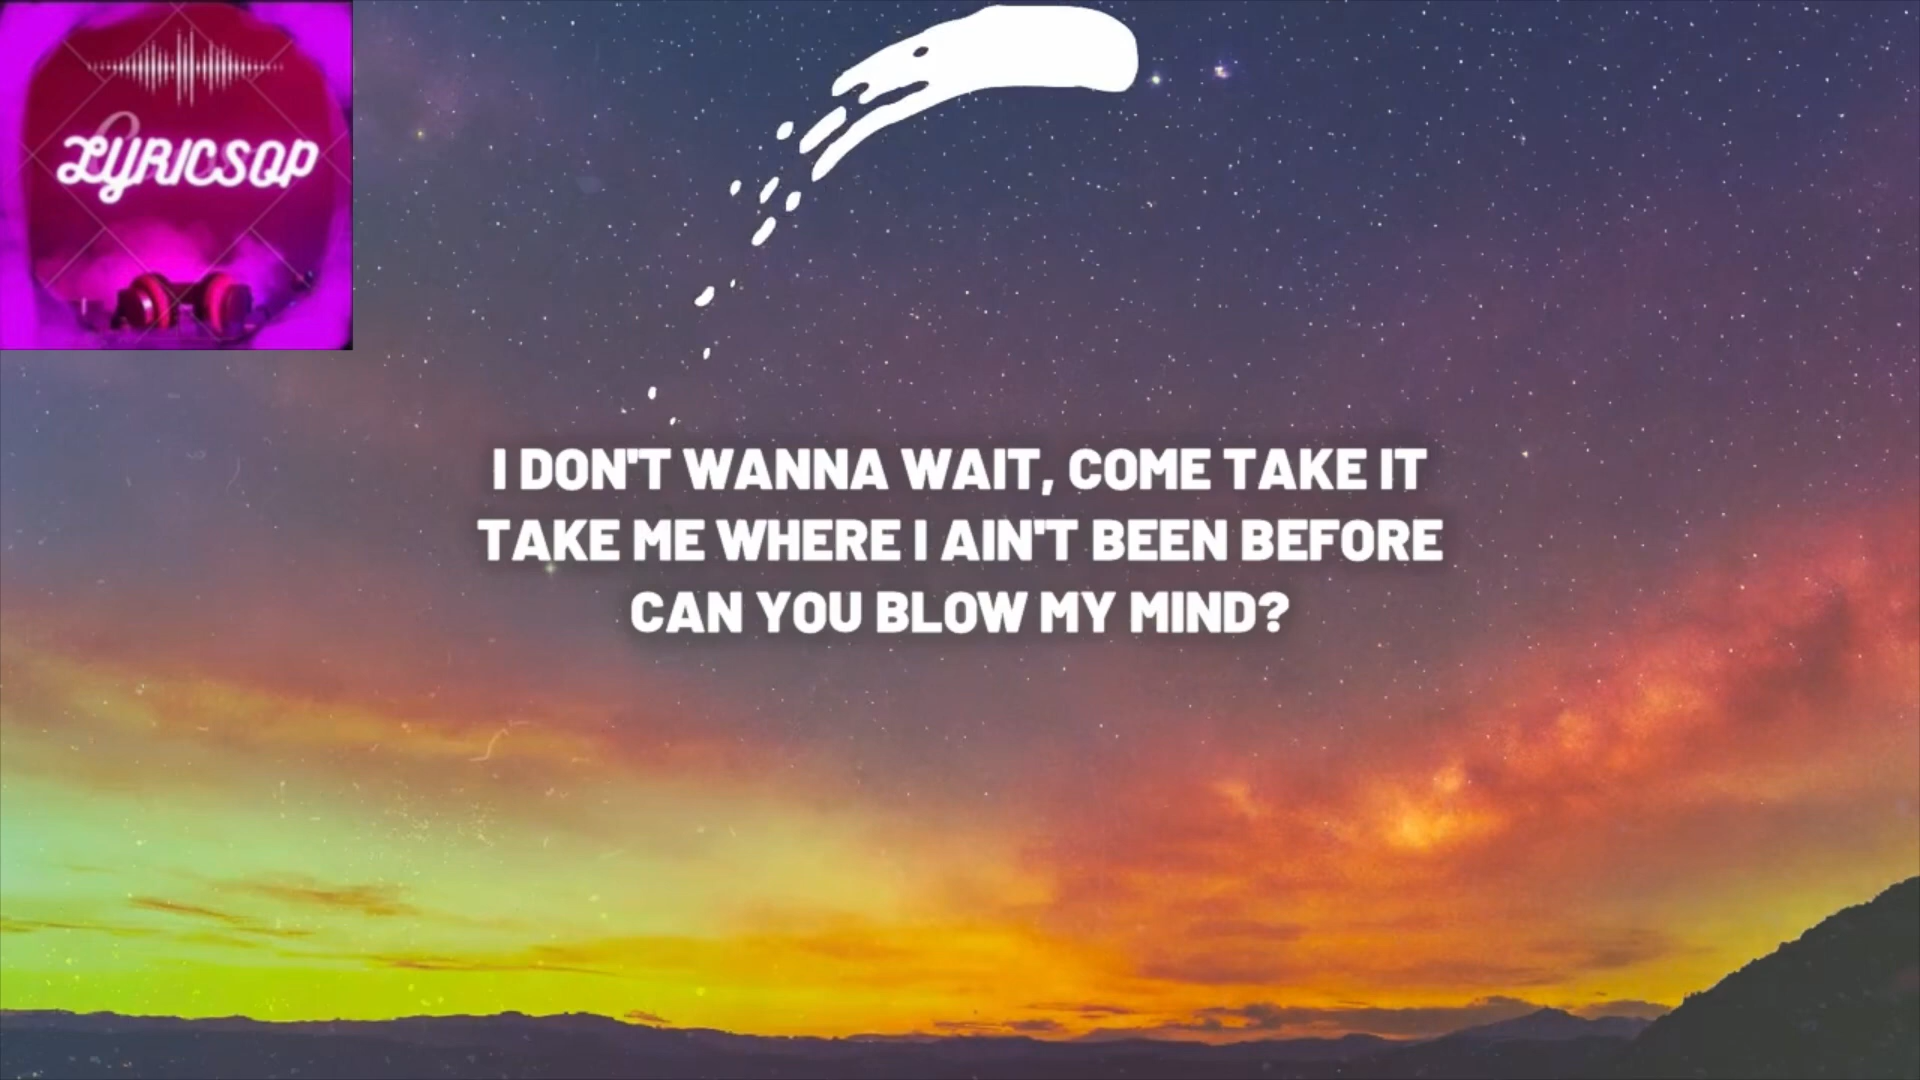 LYRICSOP
I DON'T WANNA WAIT, COME TAKE IT
TAKE ME WHERE I AIN'T BEEN BEFORE
CAN YOU BLOW MY MIND?